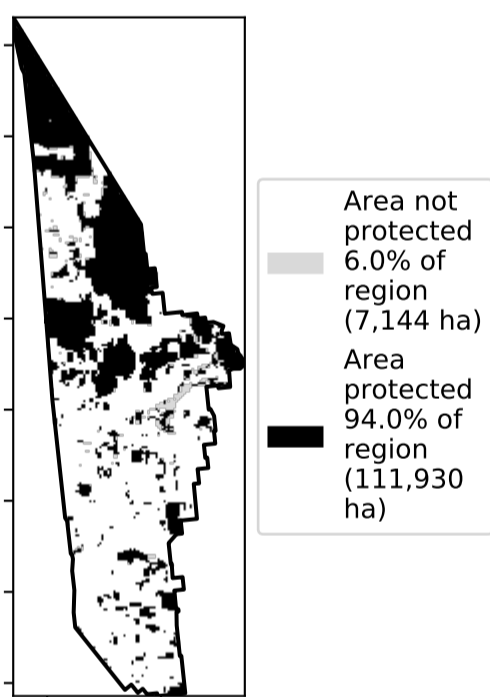 Area not
protected
6.0% of
region
(7,144 ha)
Area
protected
94.0% of
region
(111,930
ha)